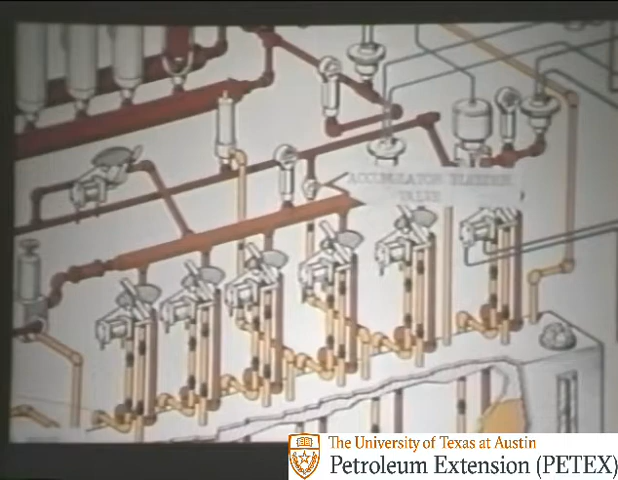 ACCUMULATOR BLEEDER
VALVE
The University of Texas at Austin
Petroleum Extension (PETEX)